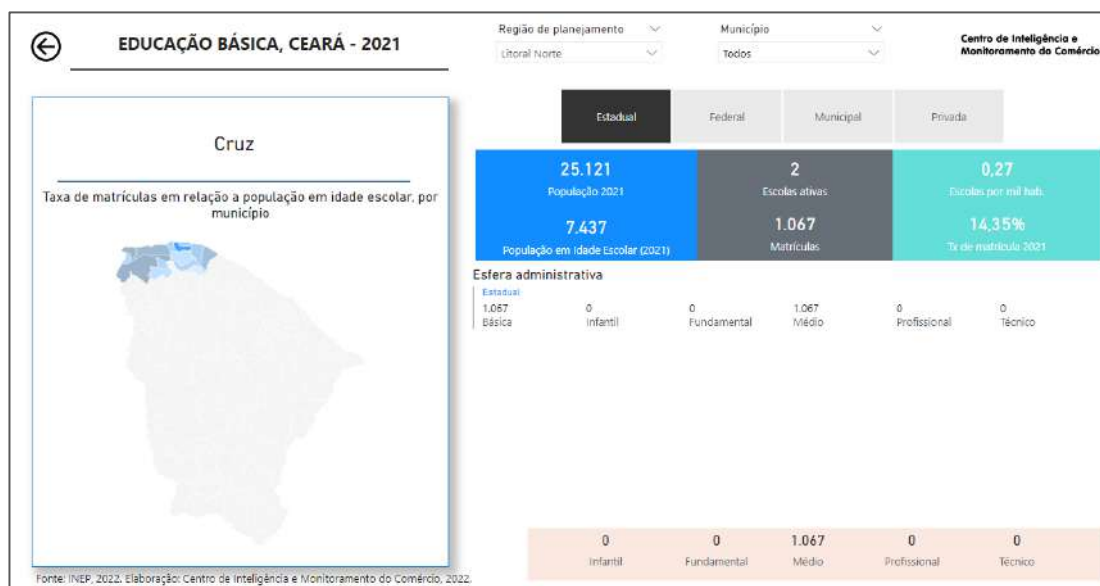 EDUCAÇÃO BÁSICA, CEARÁ - 2021
Região de planejamento
Litoral Norte
Município
Todos
Centro de Inteligência e
Monitoramento do Comércio
Cruz
Taxa de matrículas em relação a população em idade escolar, por
município
Estadual
Federal
Municipal
Privada
25.121
População 2021
7.437
População em Idade Escolar (2021)
2
Escolas ativas
1.067
Matrículas
0,27
Escolas por mil hab.
14,35%
Tx de matrícula 2021
Esfera administrativa
Estadual
1.067 0 0 1.067 0 0
Básica Infantil Fundamental Médio Profissional Técnico
0 0 1.067 0 0
Infantil Fundamental Médio Profissional Técnico
Fonte: INEP, 2022. Elaboração: Centro de Inteligência e Monitoramento do Comércio, 2022.